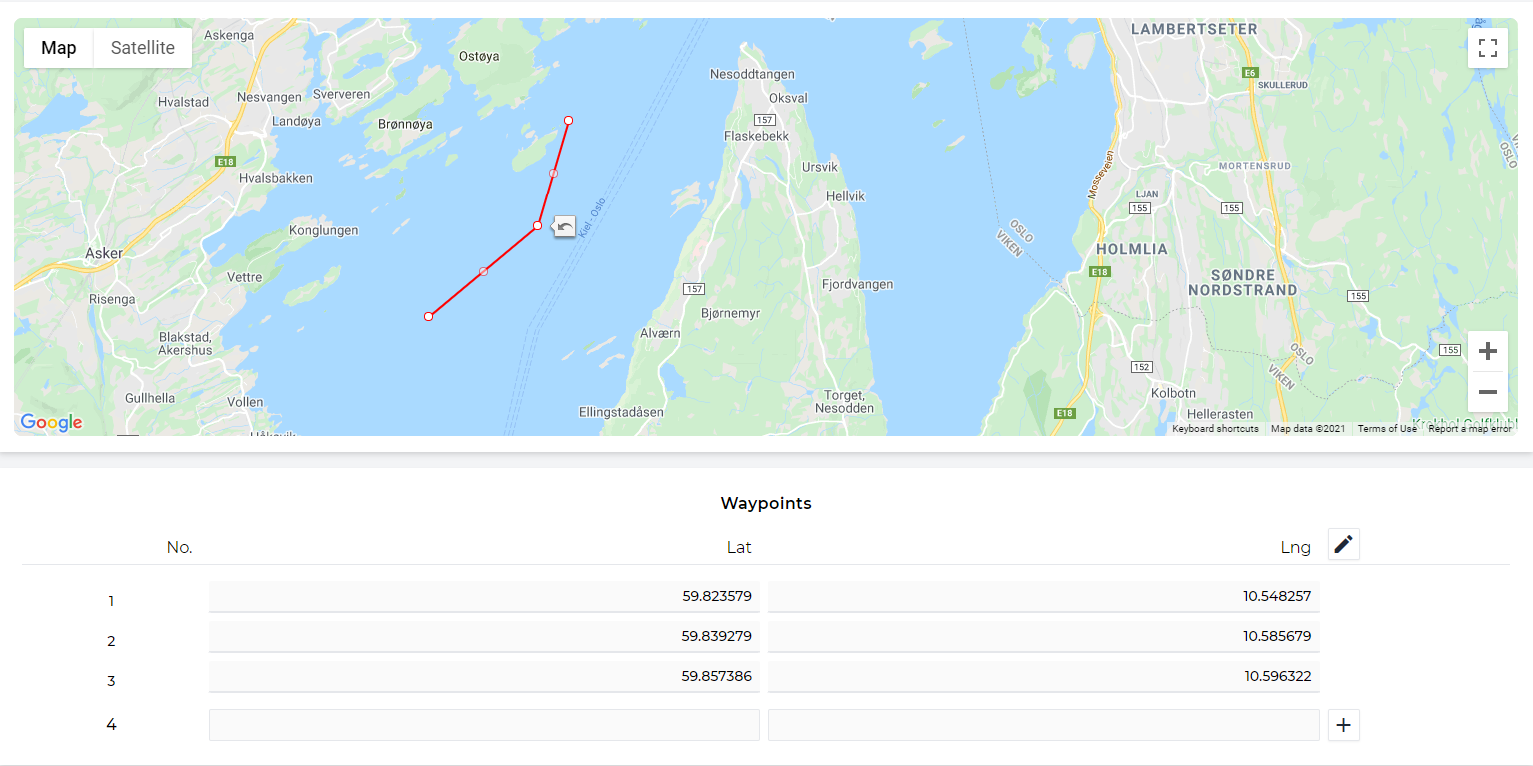 Map
Satellite
Askenga
LAMBERTSETER
Ostøya
Nesoddtangen
E6
SKULLERUD
Hvalstad
Nesvangen
Sververen
Oksval
Landøya
Brønnøya
157
Flaskebekk
OSLO
E18
Hvalsbakken
Ursvik
Mosseveien
MORTENSRUD
Hellvik
LJAN
155
155
Kiel - Oslo
Konglungen
OSLO
VIKEN
HOLMLIA
Asker
Vettre
E18
SØNDRE
NORDSTRAND
157
Fjordvangen
155
Risenga
Bjørnemyr
Alværn
Blakstad,
Akershus
OSLO
VIKEN
155
152
Gullhella
Vollen
Torget,
Nesodden
Kolbotn
Ellingstadåsen
E18
Hellerasten
Google
Krokhol Golfklubb
Keyboard shortcuts
Map data ©2021
Terms of Use
Report a map error
Waypoints
No. Lat Lng
1 59.823579 10.548257
2 59.839279 10.585679
3 59.857386 10.596322
4